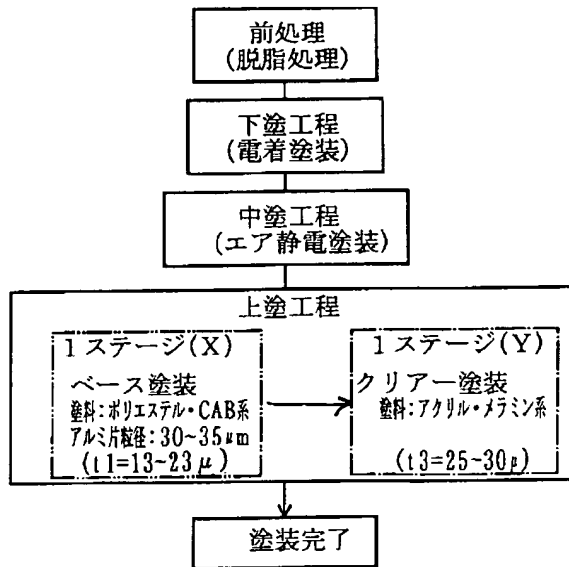 前処理
(脱脂処理)
下塗工程
(電着塗装)
中塗工程
(エア静電塗装)
上塗工程
1ステージ(X)
ベース塗装
塗料:ポリエステル・CAB系
アルミ片粒径:30~35μm
(t1=13~23μ)
1ステージ(Y)
クリアー塗装
塗料:アクリル・メラミン系
(t3=25~30μ)
塗装完了